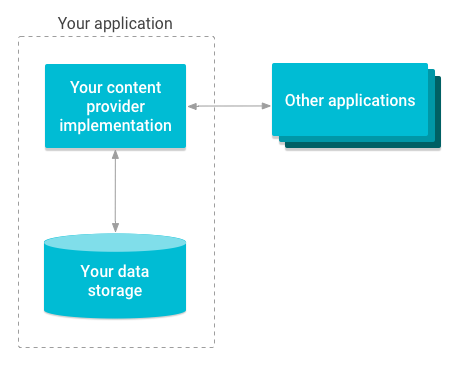 Your application
Your content
provider
implementation
Other applications
Your data
storage